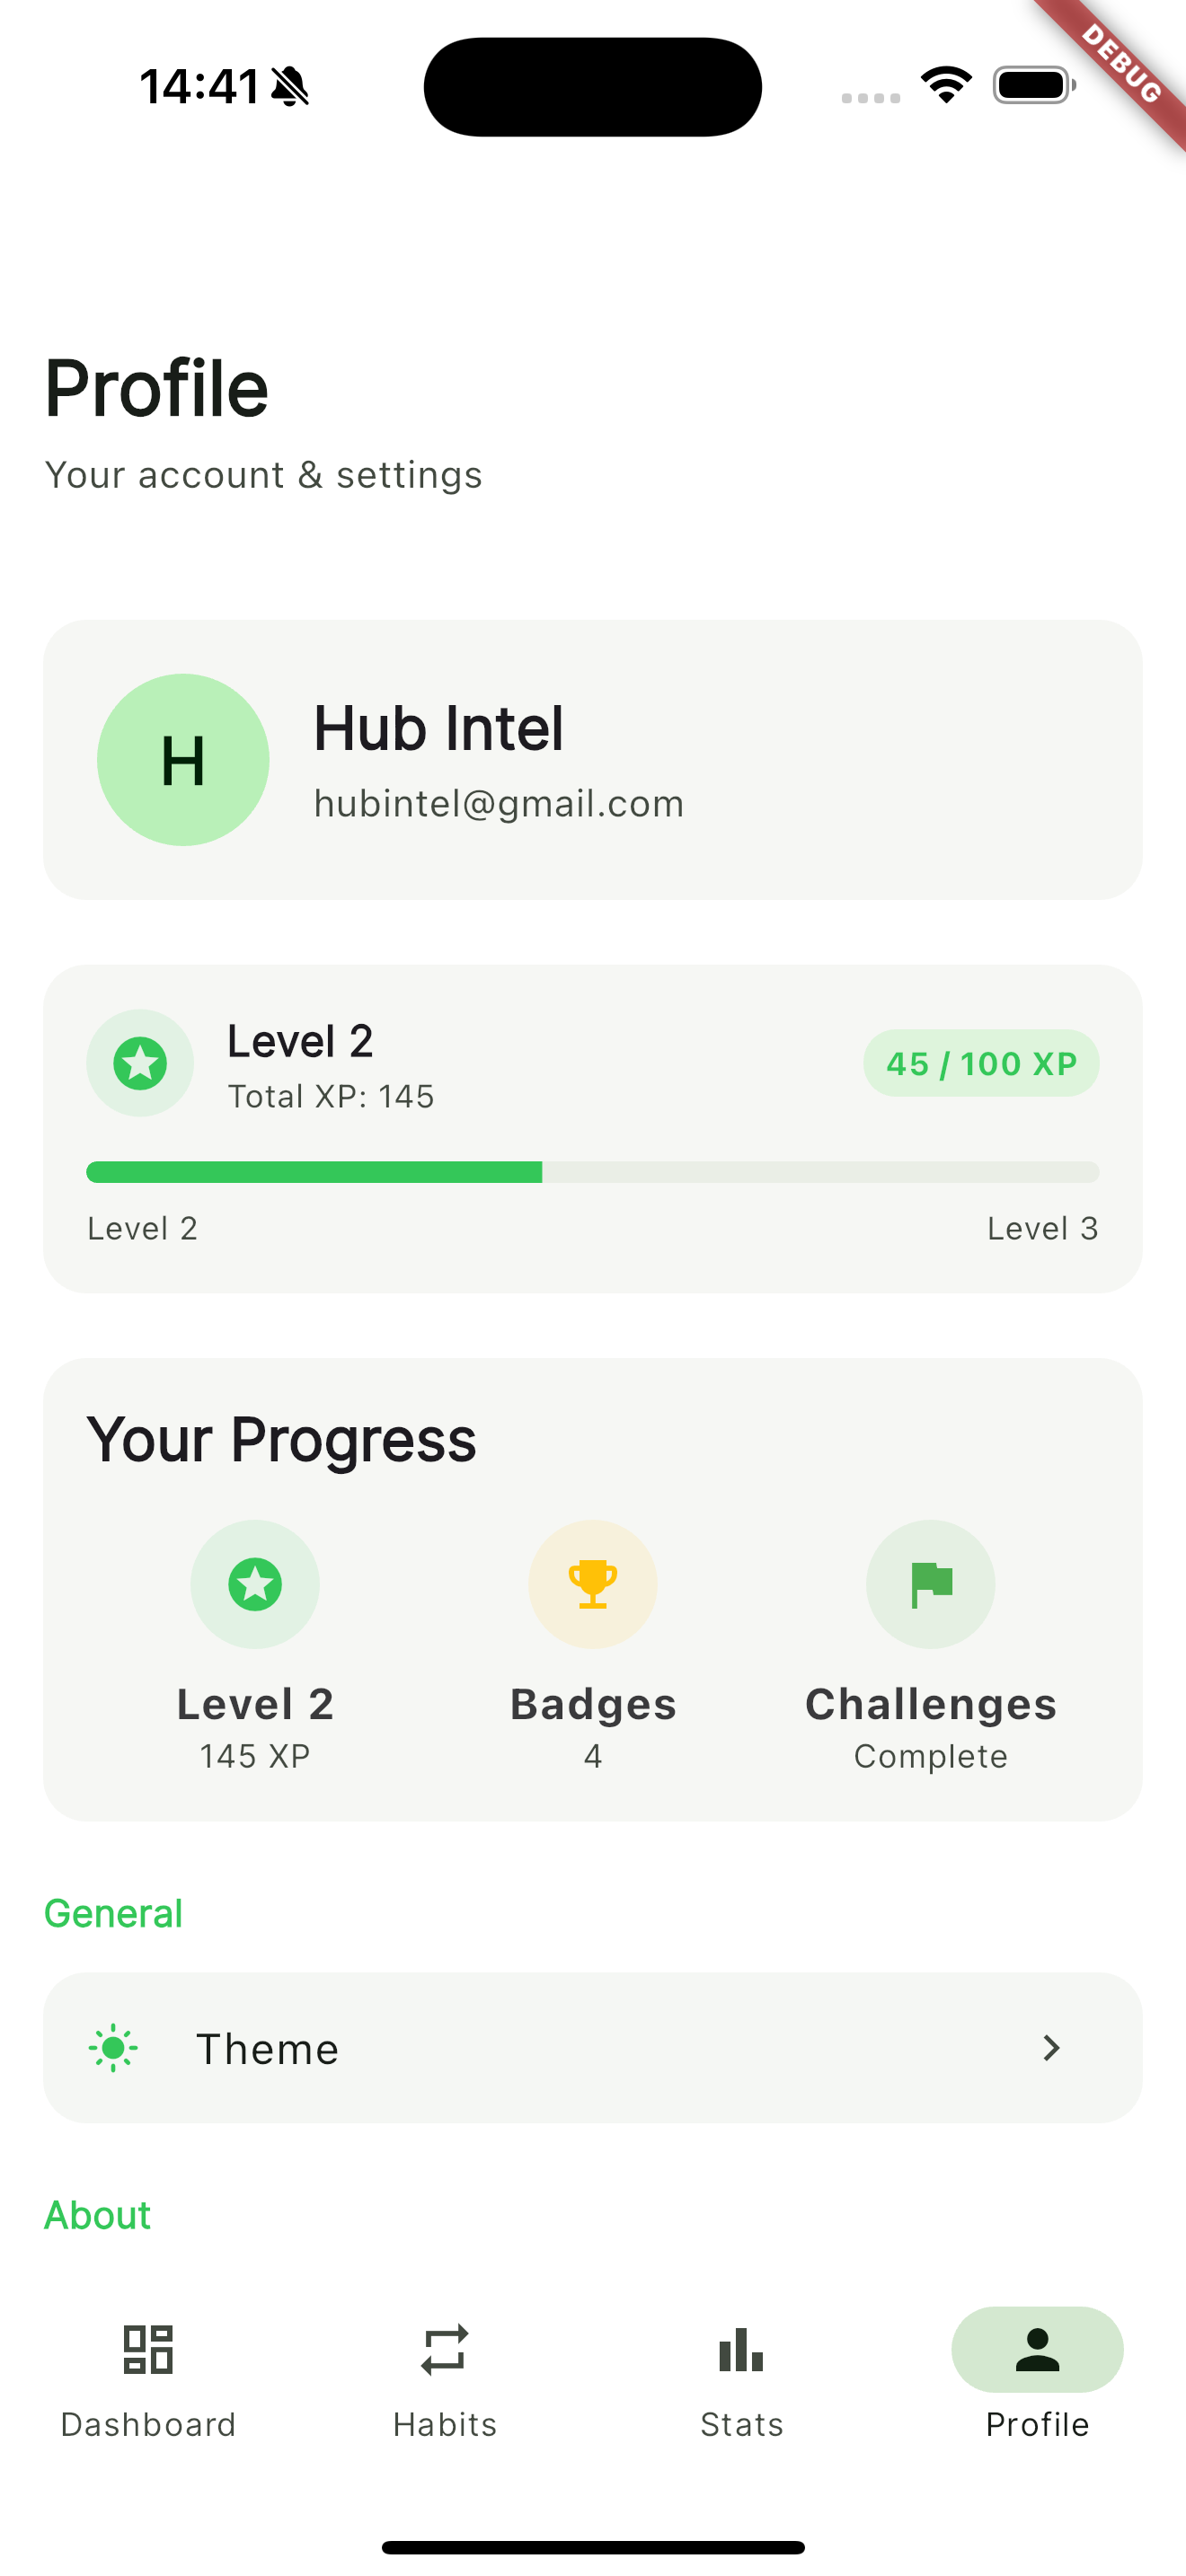 14:41
DEBUG
Profile
Your account & settings
H
Hub Intel
hubintel@gmail.com
Level 2
Total XP: 145
45 / 100 XP
Level 2
Level 3
Your Progress
Level 2
145 XP
Badges
4
Challenges
Complete
General
Theme
About
Dashboard
Habits
Stats
Profile